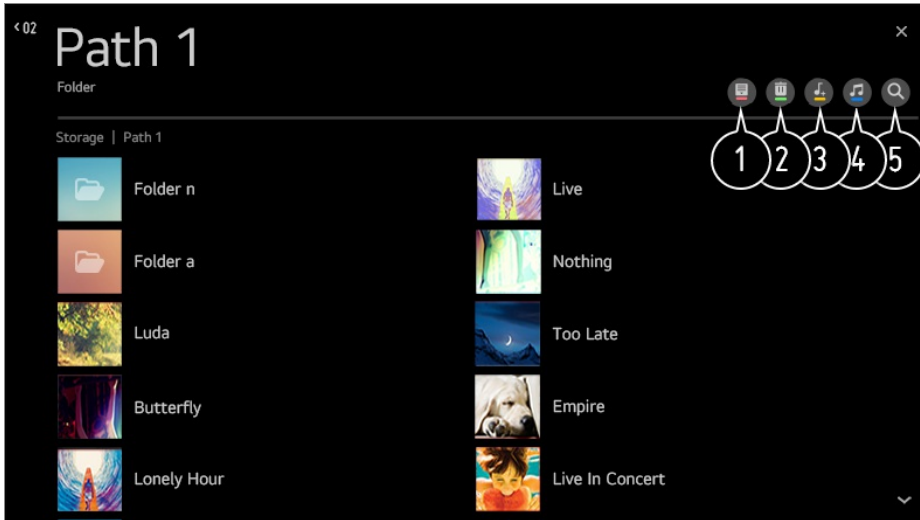 02
Path 1
Folder
1 2 3 4 5
Storage | Path 1
Folder n
Live
Folder a
Nothing
Luda
Too Late
Butterfly
Empire
Lonely Hour
Live In Concert